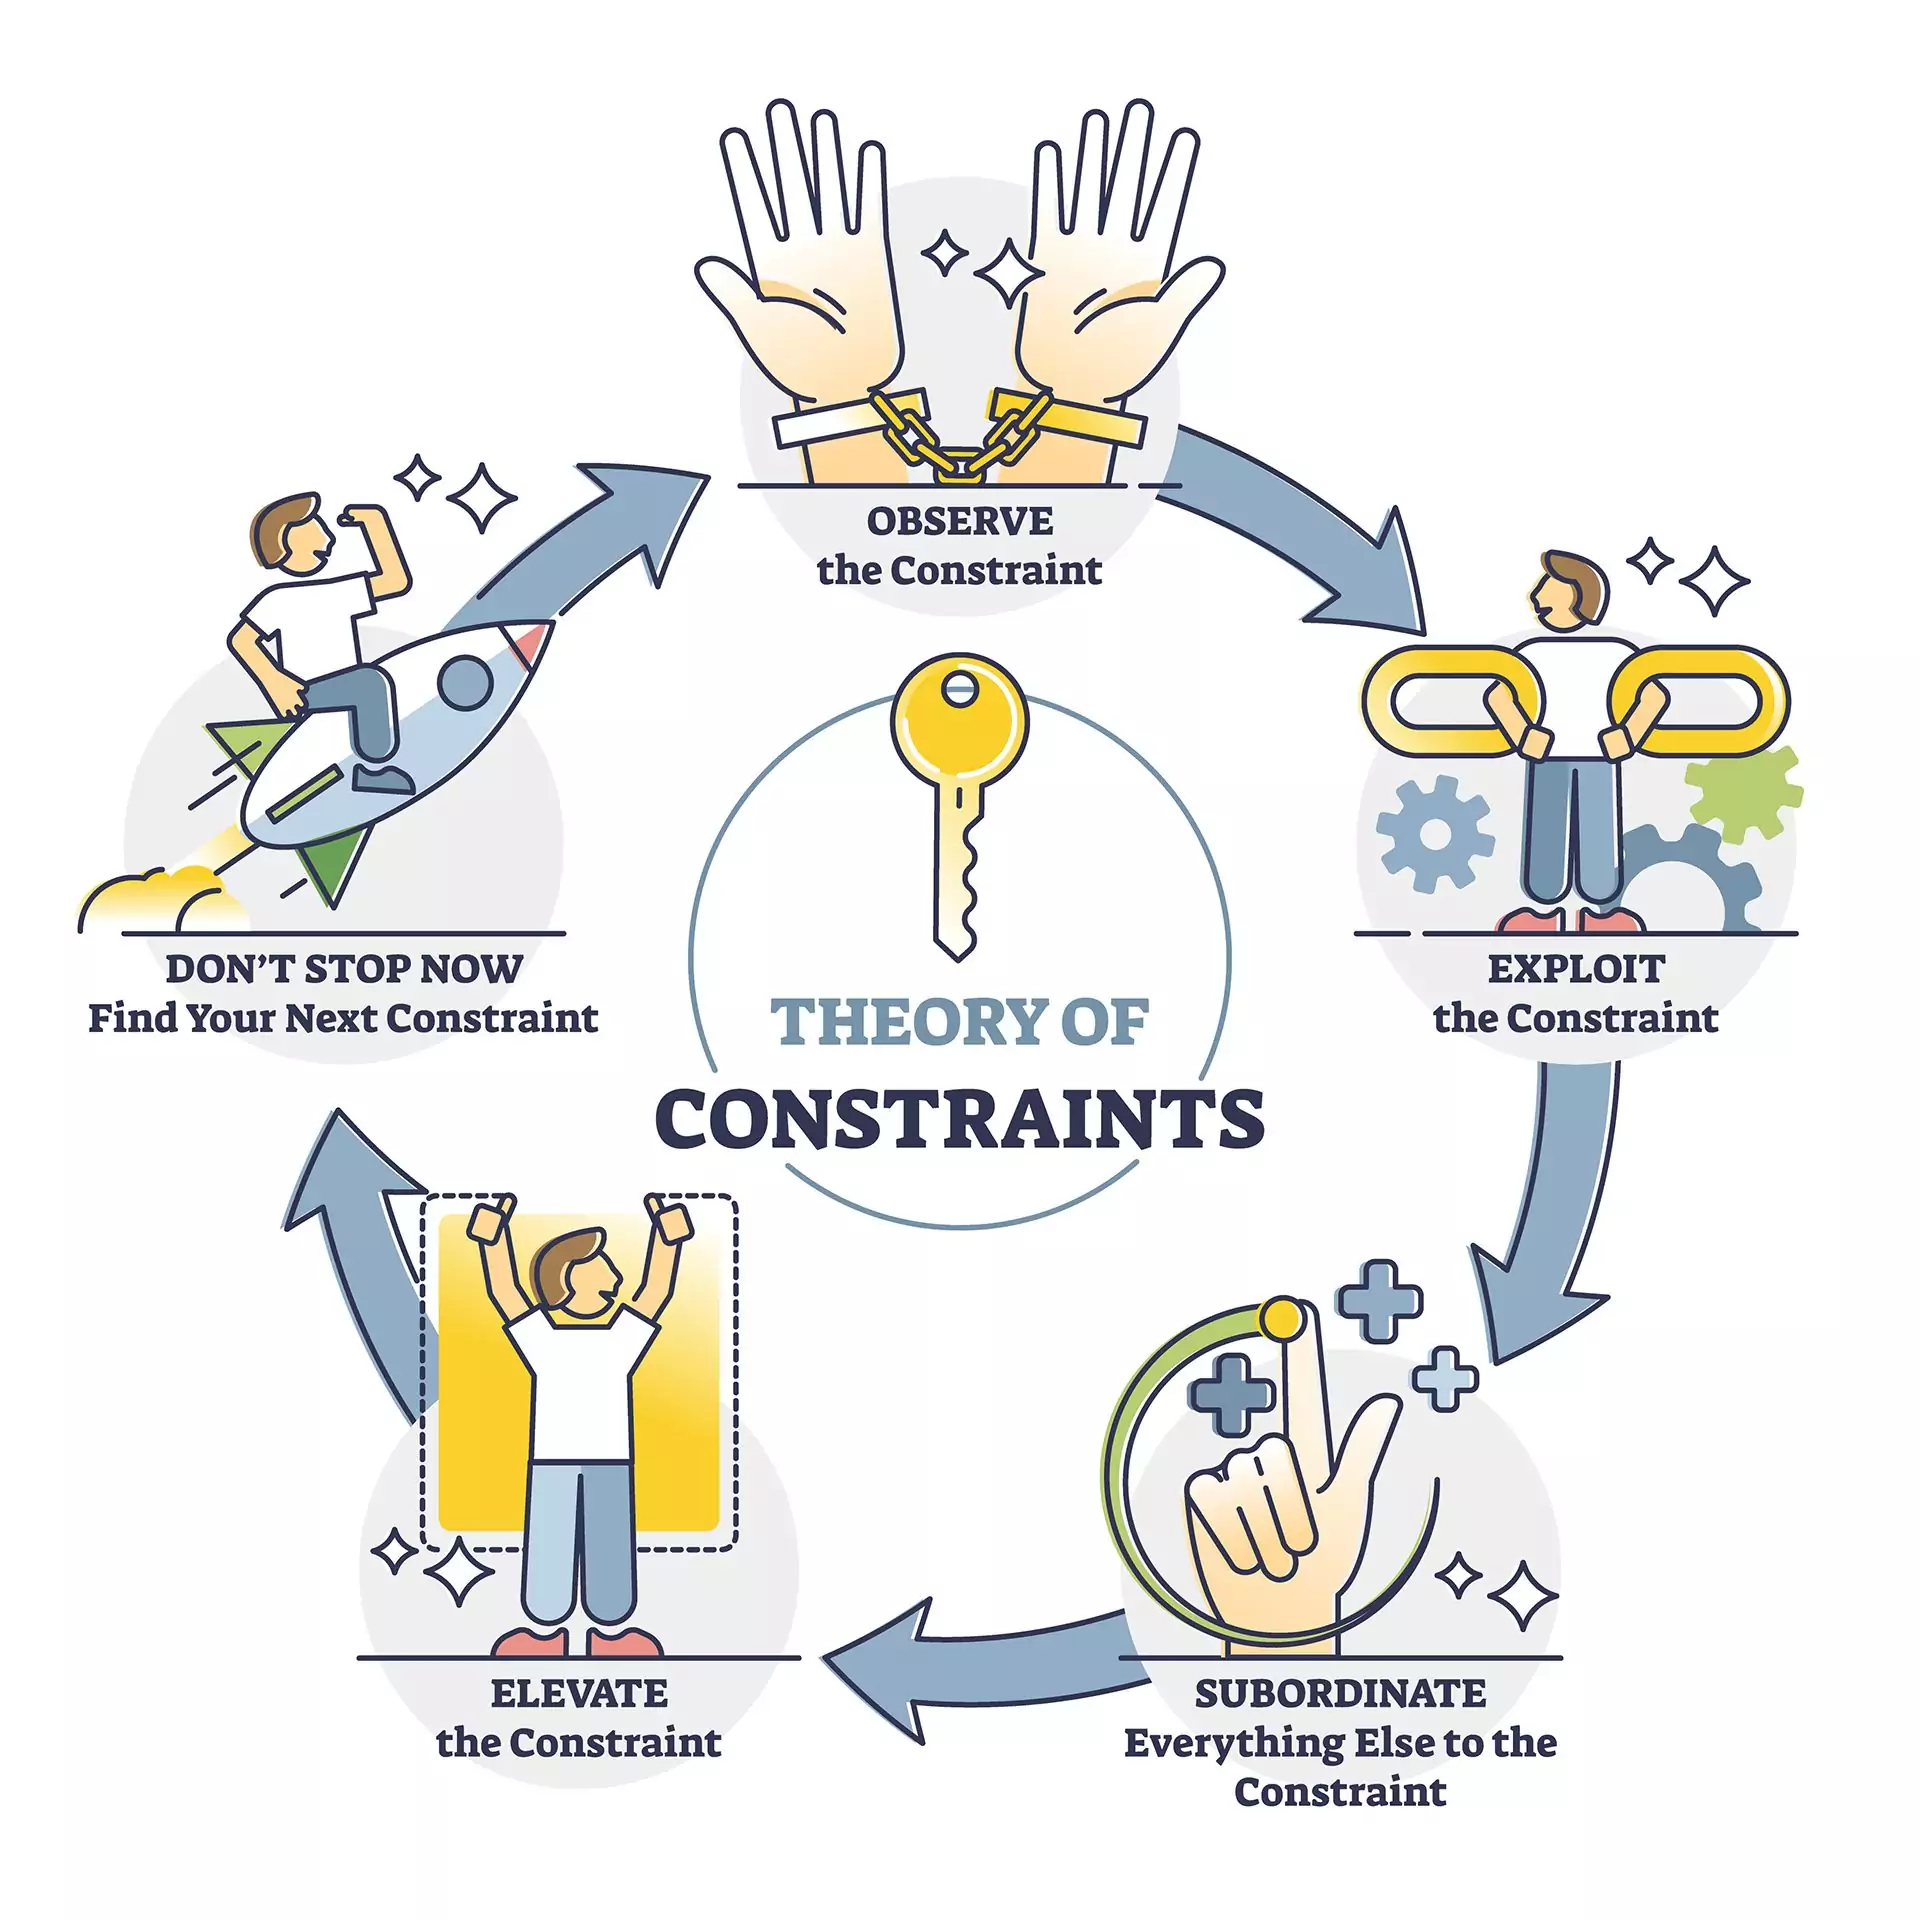 OBSERVE
the Constraint
EXPLOIT
the Constraint
SUBORDINATE
Everything Else to the
Constraint
ELEVATE
the Constraint
DON'T STOP NOW
Find Your Next Constraint
THEORY OF
CONSTRAINTS